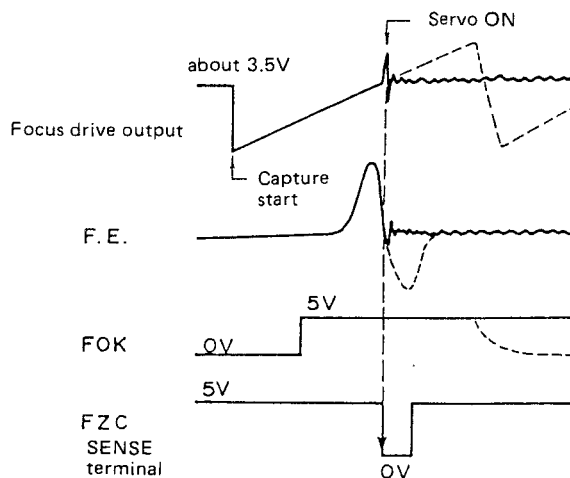 Servo ON
about 3.5V
Focus drive output
Capture
start
F.E.
5V
FOK
0V
5V
FZC
SENSE
terminal
0V